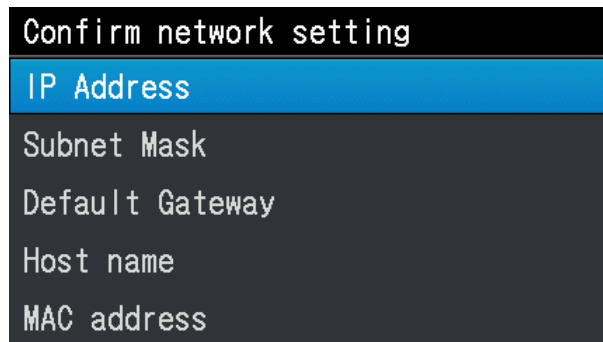 Confirm network setting
IP Address
Subnet Mask
Default Gateway
Host name
MAC address